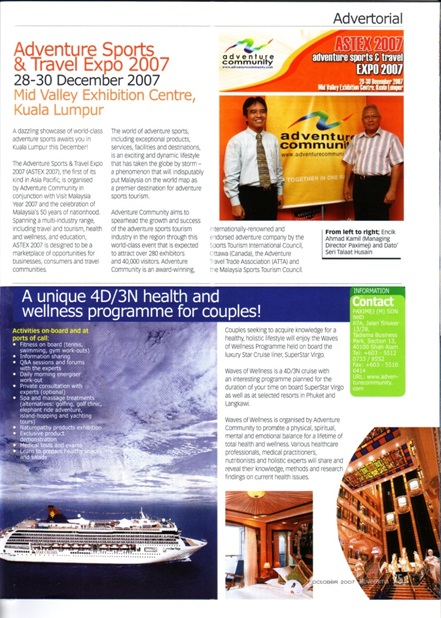 Advertorial
Adventure Sports
& Travel Expo 2007
28-30 December 2007
Mid Valley Exhibition Centre,
Kuala Lumpur
A dazzling showcase of world-class
adventure sports awaits you in
Kuala Lumpur this December!
The Adventure Sports & Travel Expo
2007 (ASTEX 2007), the first of its
kind in Asia Pacific, is organised
by Adventure Community in
conjunction with Visit Malaysia
Year 2007 and the celebration of
Malaysia's 50 years of nationhood.
Spanning a multi-industry range,
including travel and tourism, health
and wellness, and education,
ASTEX 2007 is designed to be a
marketplace of opportunities for
businesses, consumers and travel
communities.
The world of adventure sports,
including exceptional products,
services, facilities and destinations,
is an exciting and dynamic lifestyle
that has taken the globe by storm –
a phenomenon that will indisputably
put Malaysia on the world map as
a premier destination for adventure
sports tourism.
Adventure Community aims to
spearhead the growth and success
of the adventure sports tourism
industry in the region through this
world-class event that is expected
to attract over 280 exhibitors
and 40,000 visitors. Adventure
Community is an award-winning,
adventure
community
www.adventurecommunity.com
ASTEX 2007
adventure sports & travel
EXPO 2007
28-30 December 2007
Mid Valley Exhibition Centre, Kuala Lumpur
adventure
communit
www.adventurecommuni
TOGETHER IN ONE
ternationally-renowned and
dorsed adventure company by the
ports Tourism International Council,
ttawa (Canada), the Adventure
avel Trade Association (ATTA) and
he Malaysia Sports Tourism Council.
From left to right; Encik
Ahmad Kamil (Managing
Director Paximej) and Dato'
Seri Talaat Husain
A unique 4D/3N health and
wellness programme for couples!
Activities on-board and at
ports of call:
• Fitness on board (tennis,
swimming, gym work-outs)
• Information sharing
• Q&A sessions and forums
with the experts
• Daily morning energiser
work-out
• Private consultation with
experts (optional)
• Spa and massage treatments
(alternatives: golfing, golf clinic,
elephant ride adventure,
island-hopping and yachting
tours)
• Naturopathy products exhibition
• Exclusive product
demonstration
• Medical tests and exams
• Learn to prepare healthy snacks
and salads
Couples seeking to acquire knowledge for a
healthy, holistic lifestyle will enjoy the Waves
of Wellness Programme held on board the
luxury Star Cruise liner, SuperStar Virgo.
Waves of Wellness is a 4D/3N cruise with
an interesting programme planned for the
duration of your time on board SuperStar Virgo
as well as at selected resorts in Phuket and
Langkawi.
Waves of Wellness is organised by Adventure
Community to promote a physical, spiritual,
mental and emotional balance for a lifetime of
total health and wellness. Various healthcare
professionals, medical practitioners,
nutritionists and holistic experts will share and
reveal their knowledge, methods and research
findings on current health issues.
INFORMATION
Contact
PAXIMEJ (M) SDN
BHD
37A, Jalan
15/28,
Tadisma Business
Park, Section 13,
40100 Shah Alam
Tel: +603 - 5512
0733 / 9552
Fax: +603 - 5510
6414
URL: www.adven-
turecommunity.
com
OCTOBER 2007